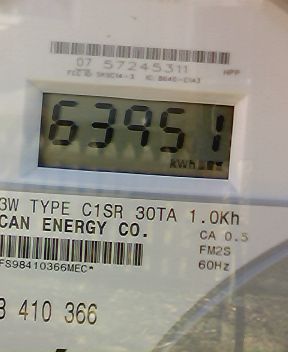 07 57245311 HPP
63951
kWh
3W TYPE C1SR 30TA 1.0Kh
CAN ENERGY CO.
CA 0.5
FM2S
FS98410366MEC*
60Hz
410 366